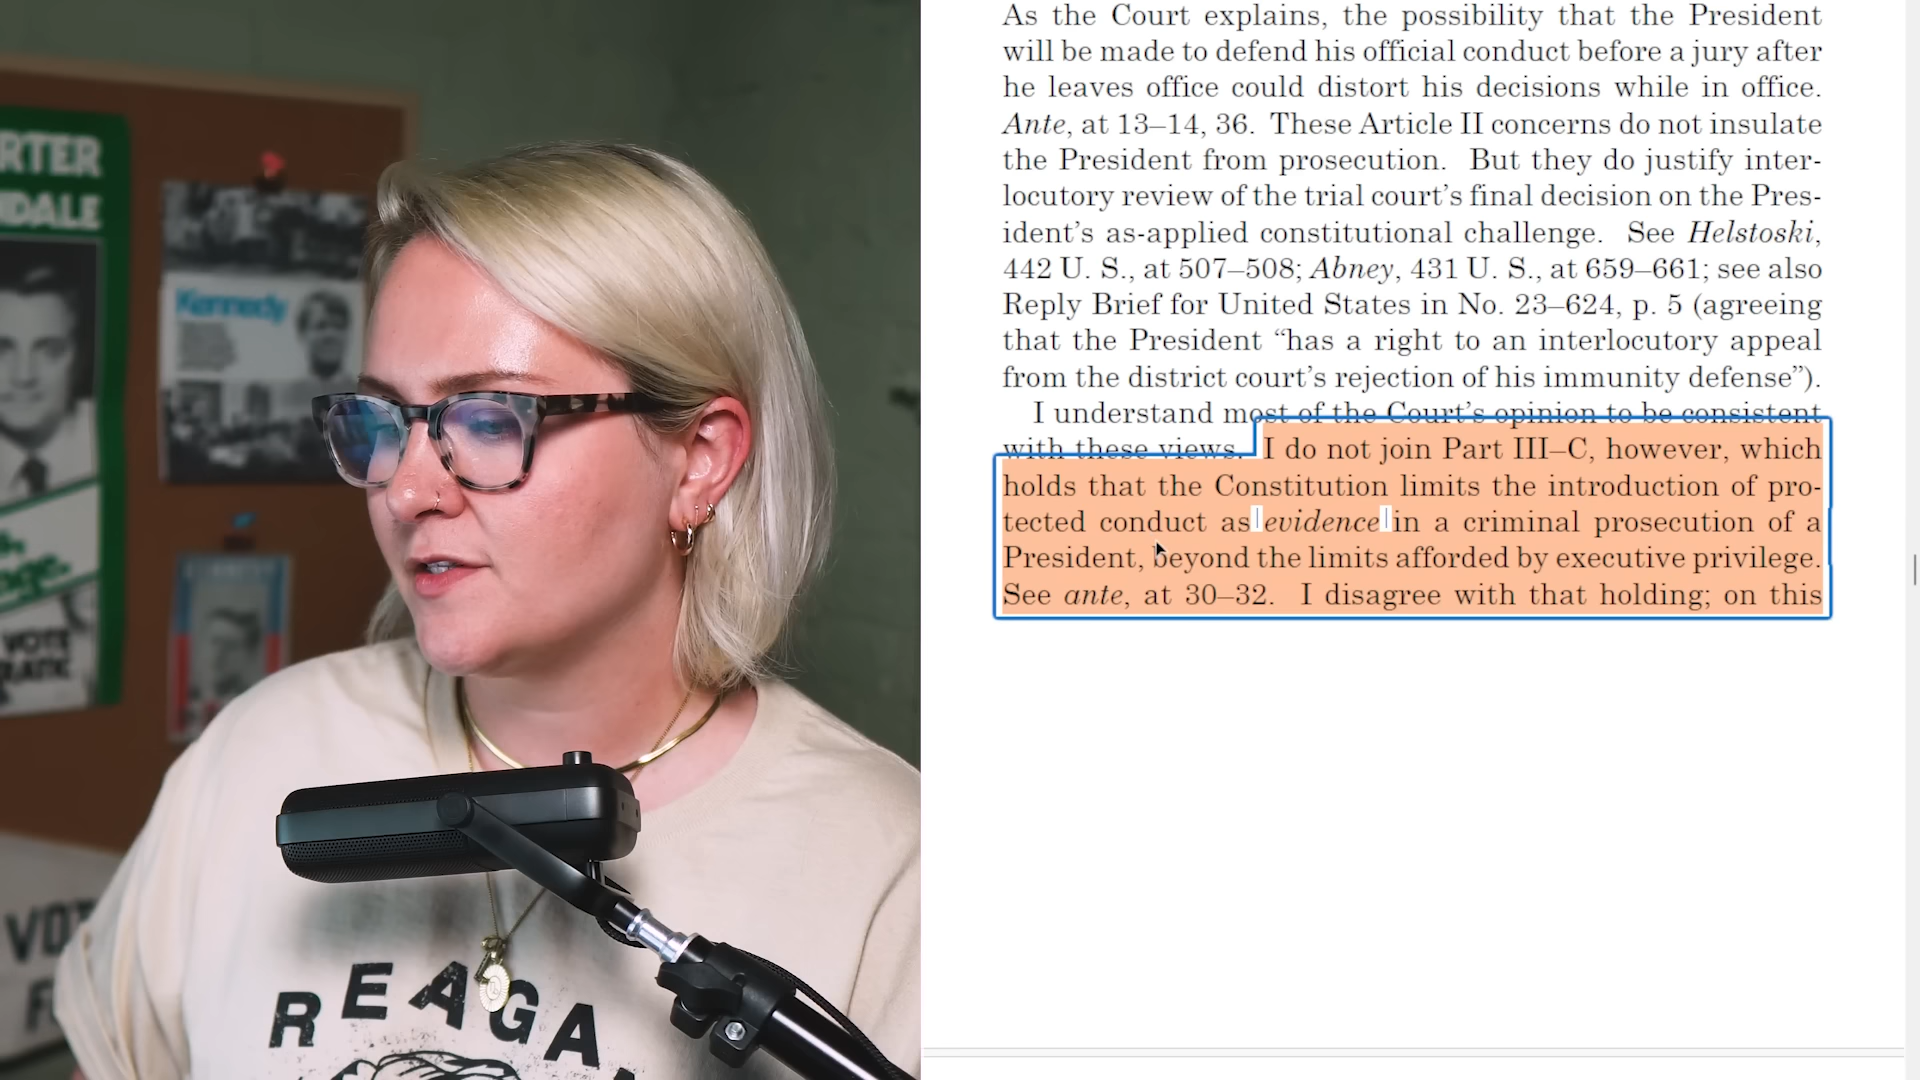 RTER
NDALE
Kennedy
VOTE
VOT
REAGA
As the Court explains, the possibility that the President
will be made to defend his official conduct before a jury after
he leaves office could distort his decisions while in office.
Ante, at 13–14, 36. These Article II concerns do not insulate
the President from prosecution. But they do justify inter-
locutory review of the trial court’s final decision on the Pres-
ident’s as-applied constitutional challenge. See Helstoski,
442 U. S., at 507–508; Abney, 431 U. S., at 659–661; see also
Reply Brief for United States in No. 23–624, p. 5 (agreeing
that the President “has a right to an interlocutory appeal
from the district court’s rejection of his immunity defense”).
I understand most of the Court’s opinion to be consistent
with these views. I do not join Part III–C, however, which
holds that the Constitution limits the introduction of pro-
tected conduct as evidence in a criminal prosecution of a
President, beyond the limits afforded by executive privilege.
See ante, at 30–32. I disagree with that holding; on this